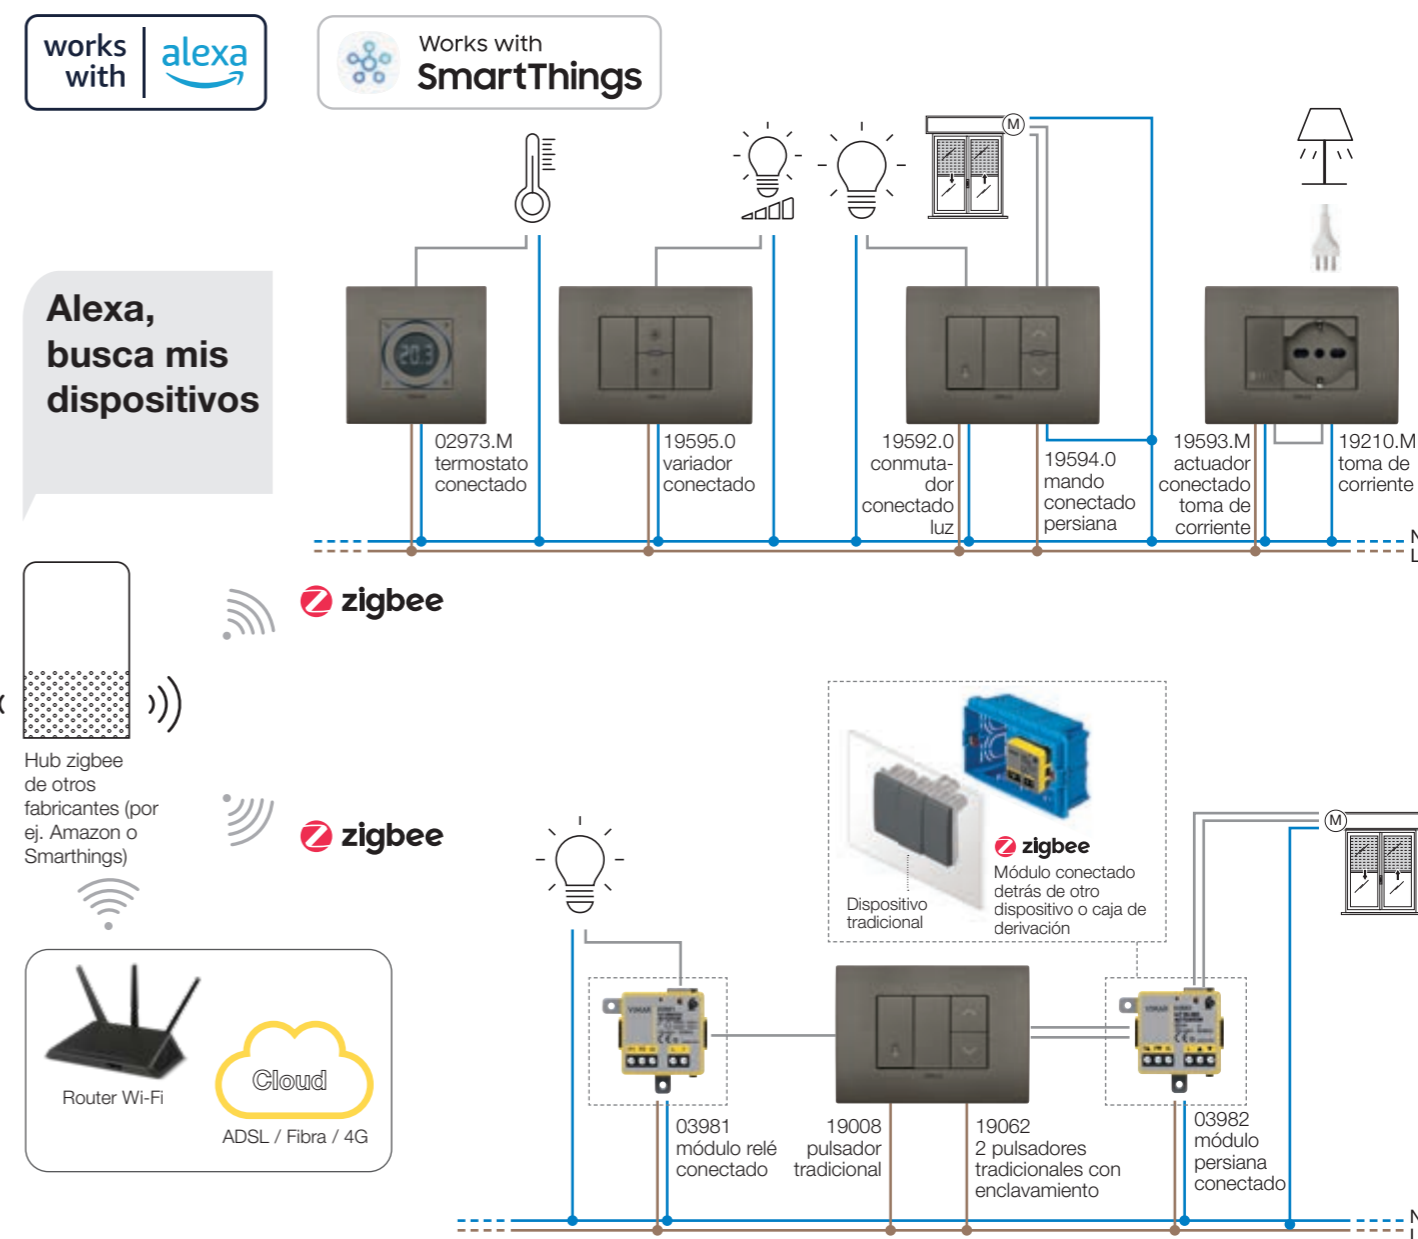 works
with
alexa
Works with
SmartThings
M
Alexa,
busca mis
dispositivos
20.3
02973.M
termostato
conectado
19595.0
variador
conectado
19592.0
conmuta-
dor
conectado
luz
19594.0
mando
conectado
persiana
19593.M
actuador
conectado
toma de
corriente
19210.M
toma de
corriente
N
L
zigbee
Hub zigbee
de otros
fabricantes (por
ej. Amazon o
Smarthings)
zigbee
zigbee
Módulo conectado
detrás de otro
dispositivo o caja de
derivación
Dispositivo
tradicional
M
Router Wi-Fi
Cloud
ADSL / Fibra / 4G
VIMAR
03981
módulo relé
conectado
19008
pulsador
tradicional
19062
2 pulsadores
tradicionales con
enclavamiento
VIMAR
03982
módulo
persiana
conectado
N
L